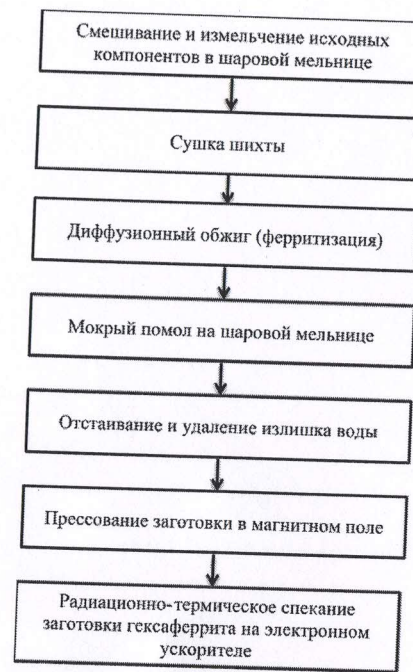 Смешивание и измельчение исходных
компонентов в шаровой мельнице
Сушка шихты
Диффузионный обжиг (ферритизация)
Мокрый помол на шаровой мельнице
Отстаивание и удаление излишка воды
Прессование заготовки в магнитном поле
Радиационно-термическое спекание
заготовки гексаферрита на электронном
ускорителе